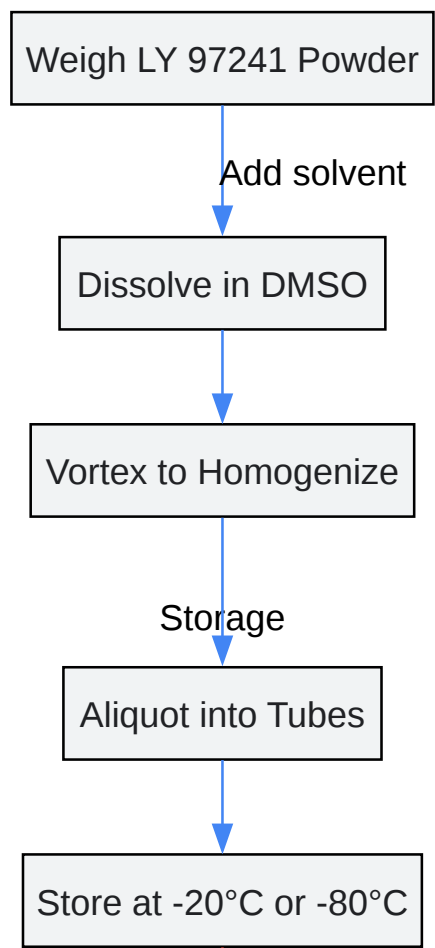 Weigh LY 97241 Powder
Add solvent
Dissolve in DMSO
Vortex to Homogenize
Storage
Aliquot into Tubes
Store at -20°C or -80°C